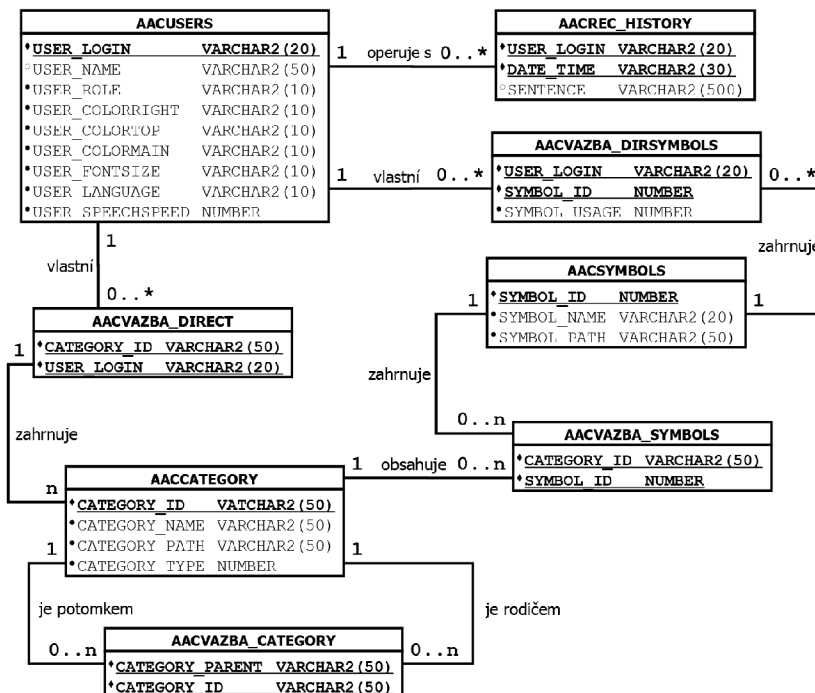 AACUSERS
USER_LOGIN VARCHAR2(20)
USER_NAME VARCHAR2(50)
USER_ROLE VARCHAR2(10)
USER_COLORRIGHT VARCHAR2(10)
USER_COLORTOP VARCHAR2(10)
USER_COLORMAIN VARCHAR2(10)
USER_FONTSIZE VARCHAR2(10)
USER_LANGUAGE VARCHAR2(10)
USER_SPEECHSPEED NUMBER
1 operuje s 0..*
AACREC_HISTORY
USER_LOGIN VARCHAR2(20)
DATE_TIME VARCHAR2(30)
SENTENCE VARCHAR2(500)
1 vlastní 0..*
AACVAZBA_DIRSYMBOLS
USER_LOGIN VARCHAR2(20)
SYMBOL_ID NUMBER
SYMBOL_USAGE NUMBER
0..*
zahrnuje
1
1
vlastní
0..*
AACSYMBOLS
SYMBOL_ID NUMBER
SYMBOL_NAME VARCHAR2(20)
SYMBOL_PATH VARCHAR2(50)
1
AACVAZBA_DIRECT
CATEGORY_ID VARCHAR2(50)
USER_LOGIN VARCHAR2(20)
1
zahrnuje
n
zahrnuje
0..n
AACVAZBA_SYMBOLS
CATEGORY_ID VARCHAR2(50)
SYMBOL_ID NUMBER
1 obsahuje 0..n
AACCATEGORY
CATEGORY_ID VATCHAR2(50)
CATEGORY_NAME VARCHAR2(50)
CATEGORY_PATH VARCHAR2(50)
CATEGORY_TYPE NUMBER
1
1
je potomkem
je rodičem
0..n
0..n
AACVAZBA_CATEGORY
CATEGORY_PARENT VARCHAR2(50)
CATEGORY_ID VARCHAR2(50)